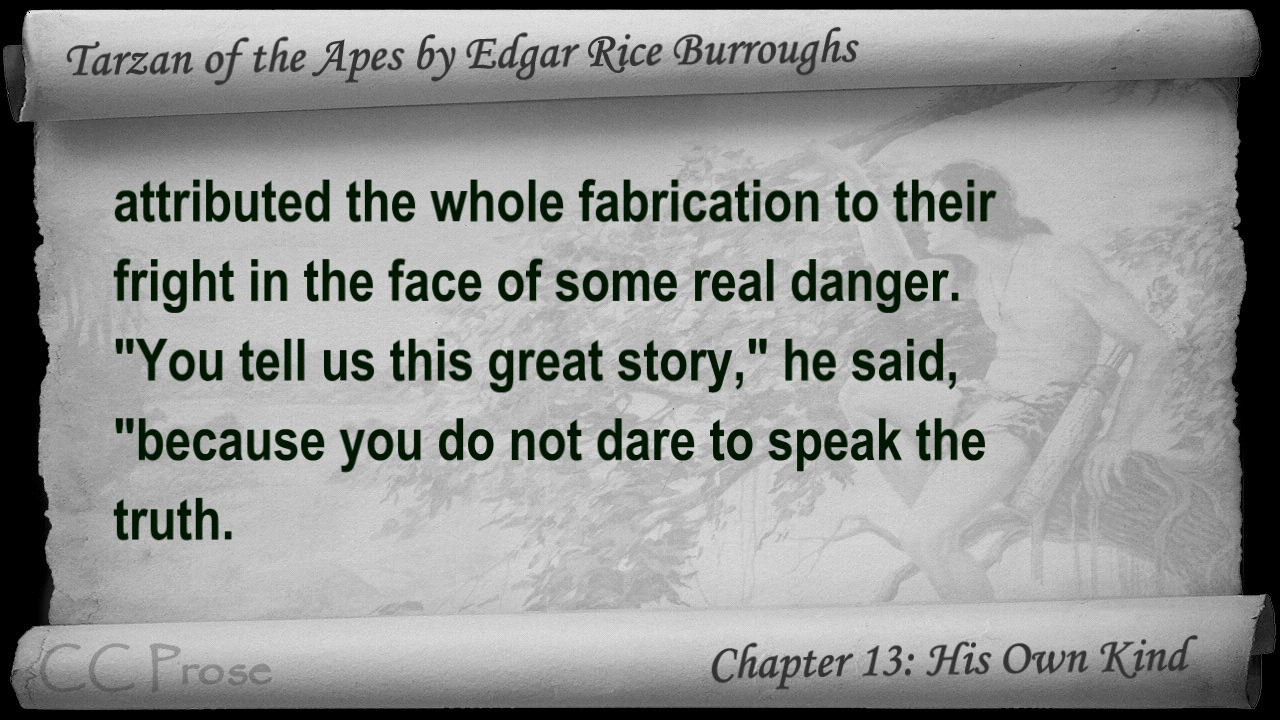 Tarzan of the Apes by Edgar Rice Burroughs
attributed the whole fabrication to their
fright in the face of some real danger.
"You tell us this great story," he said,
"because you do not dare to speak the
truth.
CC Prose
Chapter 13: His Own Kind